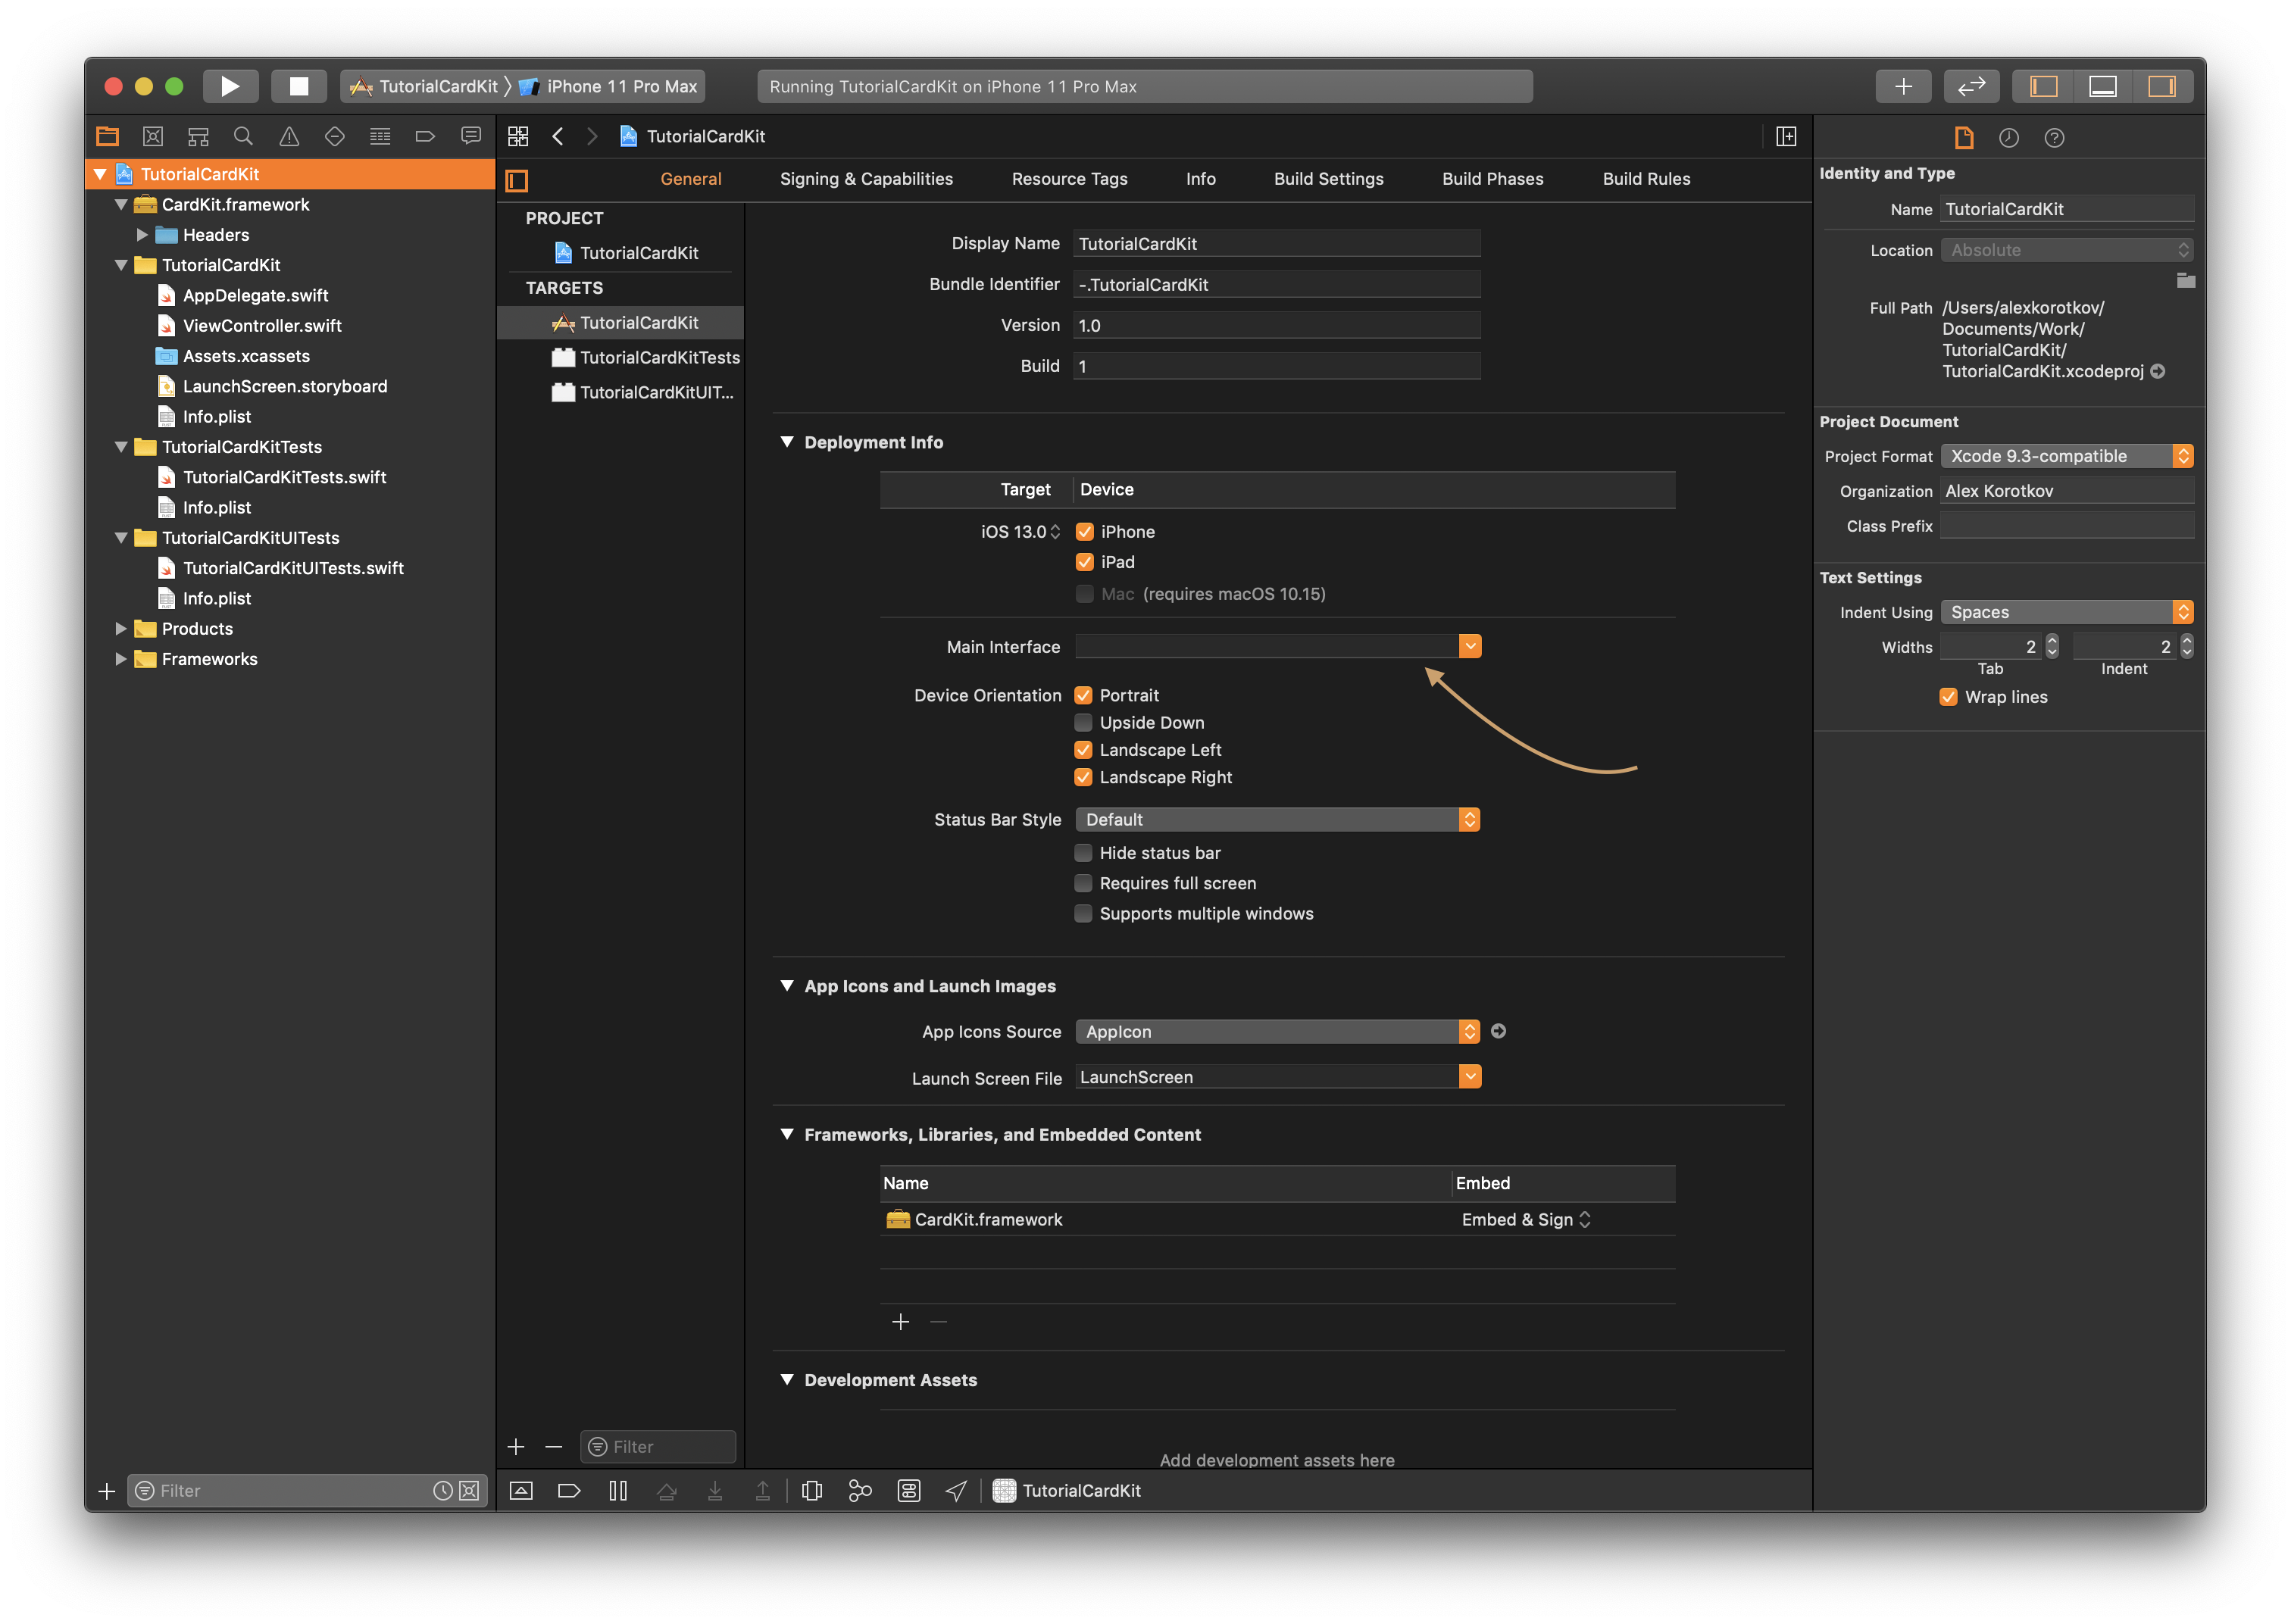 TutorialCardKit iPhone 11 Pro Max
Running TutorialCardKit on iPhone 11 Pro Max
TutorialCardKit
CardKit.framework
Headers
TutorialCardKit
AppDelegate.swift
ViewController.swift
Assets.xcassets
LaunchScreen.storyboard
Info.plist
TutorialCardKitTests
TutorialCardKitTests.swift
Info.plist
TutorialCardKitUITests
TutorialCardKitUITests.swift
Info.plist
Products
Frameworks
Filter
TutorialCardKit
General Signing & Capabilities Resource Tags Info Build Settings Build Phases Build Rules
PROJECT
TutorialCardKit
TARGETS
TutorialCardKit
TutorialCardKitTests
TutorialCardKitUIT...
Filter
Display Name TutorialCardKit
Bundle Identifier -.TutorialCardKit
Version 1.0
Build 1
Deployment Info
Target Device
iOS 13.0 iPhone
iPad
Mac (requires macOS 10.15)
Main Interface
Device Orientation Portrait
Upside Down
Landscape Left
Landscape Right
Status Bar Style Default
Hide status bar
Requires full screen
Supports multiple windows
App Icons and Launch Images
App Icons Source AppIcon
Launch Screen File LaunchScreen
Frameworks, Libraries, and Embedded Content
Name Embed
CardKit.framework Embed & Sign
Development Assets
Add development assets here
TutorialCardKit
Identity and Type
Name TutorialCardKit
Location Absolute
Full Path /Users/alexkorotkov/
Documents/Work/
TutorialCardKit/
TutorialCardKit.xcodeproj
Project Document
Project Format Xcode 9.3-compatible
Organization Alex Korotkov
Class Prefix
Text Settings
Indent Using Spaces
Widths 2 2
Tab Indent
Wrap lines